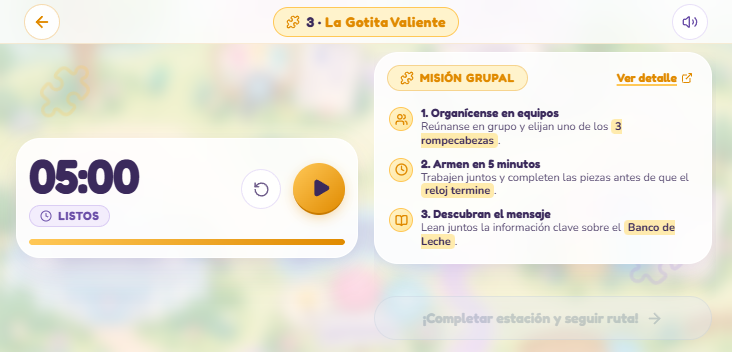 3 · La Gotita Valiente
05:00
LISTOS
MISIÓN GRUPAL
Ver detalle
1. Organícense en equipos
Reúnanse en grupo y elijan uno de los 3
rompecabezas .
2. Armen en 5 minutos
Trabajen juntos y completen las piezas antes de que el
reloj termine .
3. Descubran el mensaje
Lean juntos la información clave sobre el Banco de
Leche .
¡Completar estación y seguir ruta!